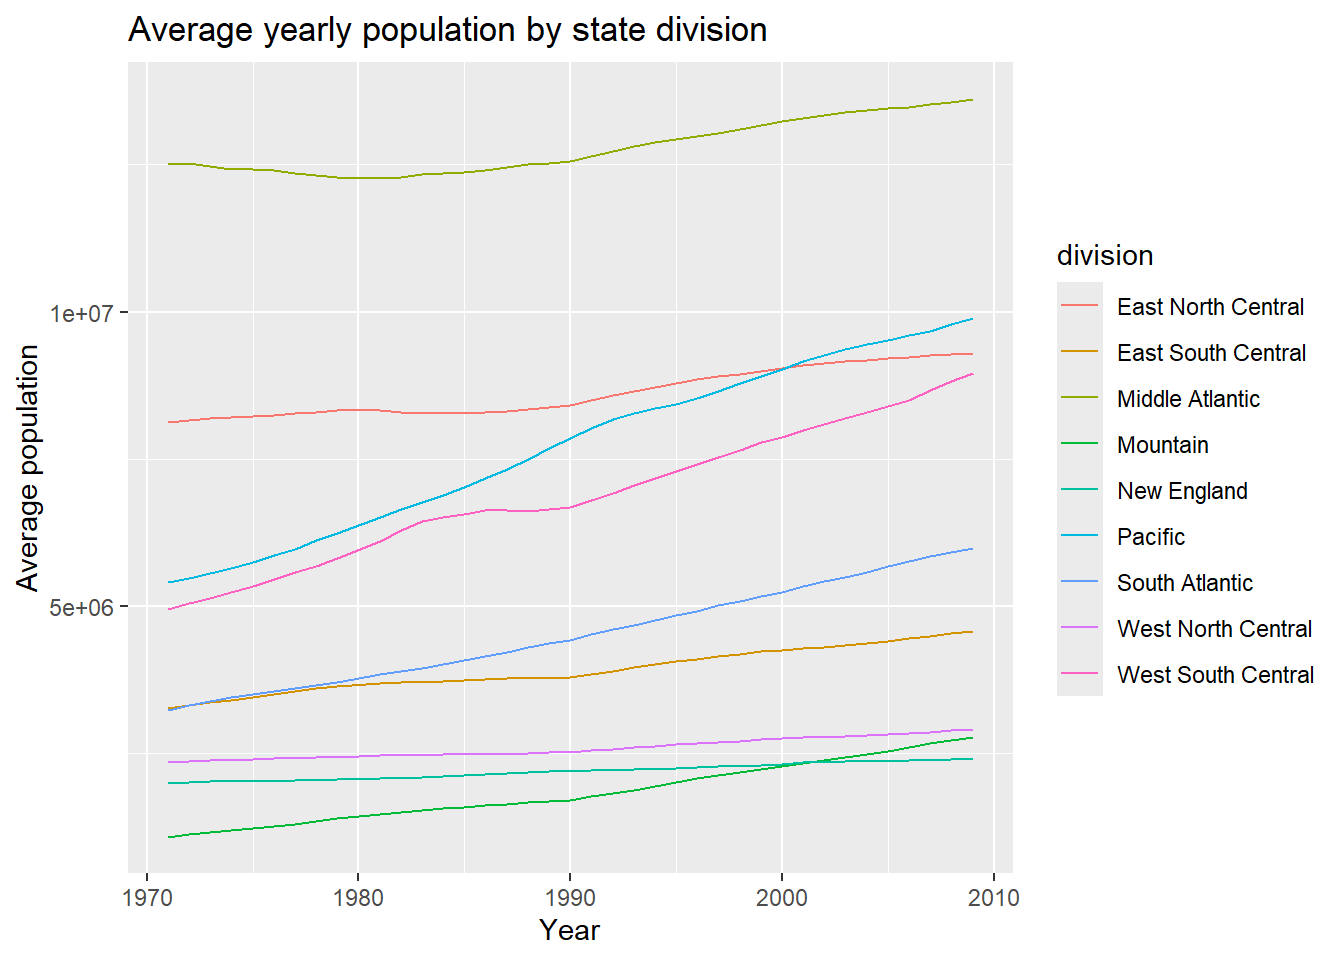 Average yearly population by state division
1e+07
5e+06
Average population
1970
1980
1990
2000
2010
Year
division
East North Central
East South Central
Middle Atlantic
Mountain
New England
Pacific
South Atlantic
West North Central
West South Central